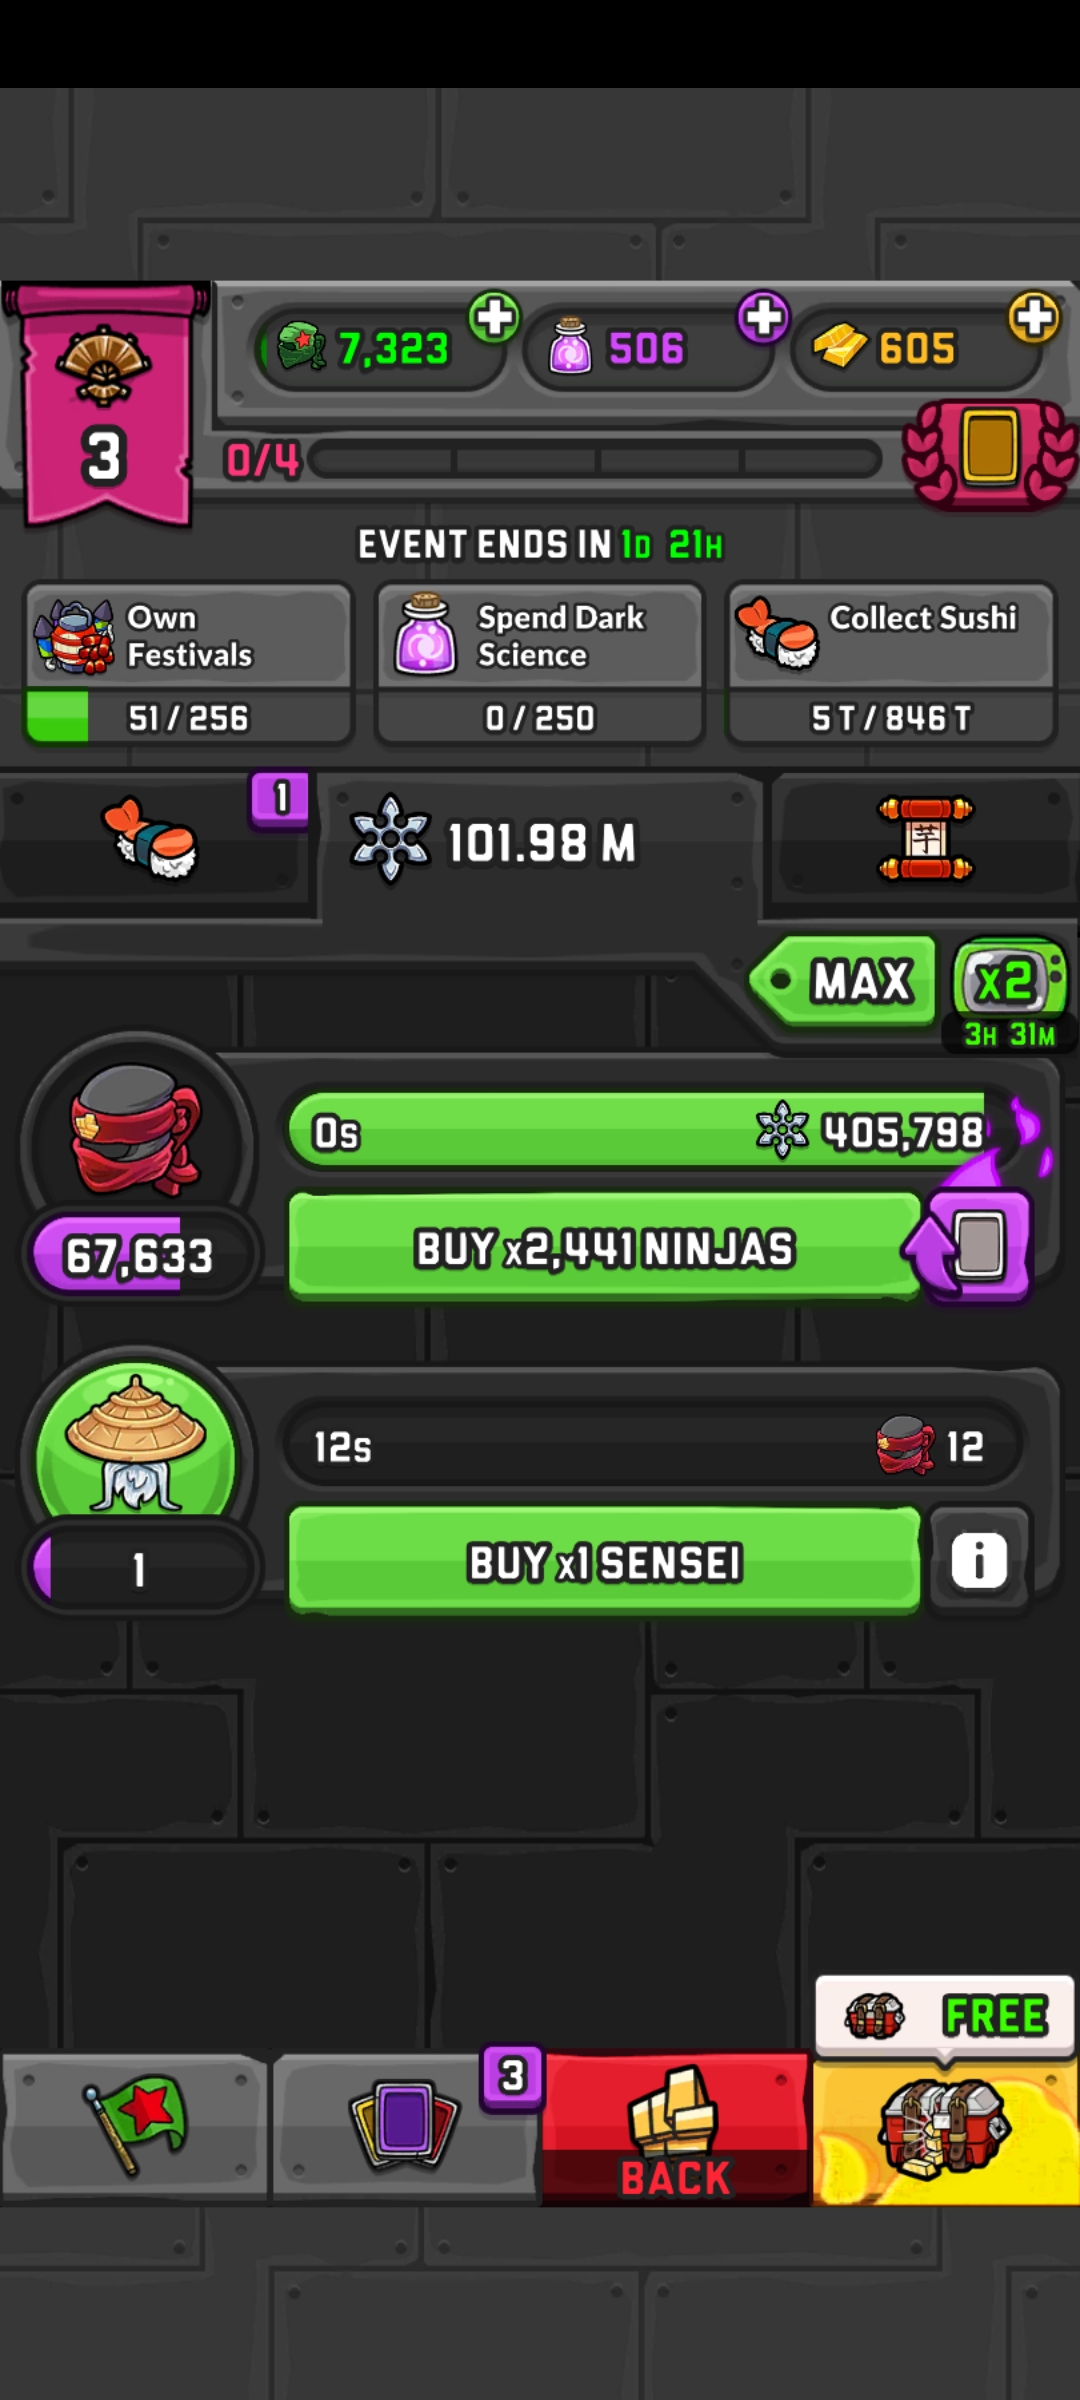 7,323
506
605
3
0/4
EVENT ENDS IN 1D 21H
Own
Festivals
51 / 256
Spend Dark
Science
0 / 250
Collect Sushi
5 T / 846 T
1
101.98 M
芋
MAX
x2
3H 31M
0s
405,798
67,633
BUY x2,441 NINJAS
12s
12
1
BUY x1 SENSEI
i
FREE
3
BACK